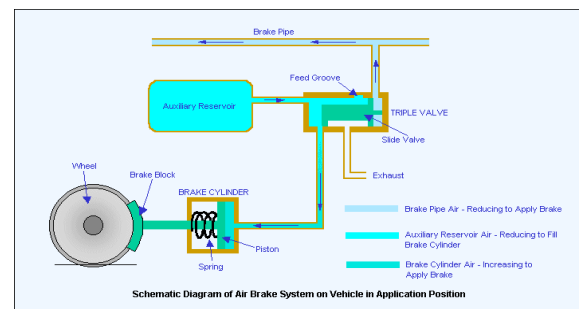 Brake Pipe
Feed Groove
Auxiliary Reservoir
TRIPLE VALVE
Slide Valve
Wheel
Brake Block
Exhaust
BRAKE CYLINDER
Piston
Spring
Brake Pipe Air - Reducing to Apply Brake
Auxiliary Reservoir Air - Reducing to Fill
Brake Cylinder
Brake Cylinder Air - Increasing to
Apply Brake
Schematic Diagram of Air Brake System on Vehicle in Application Position